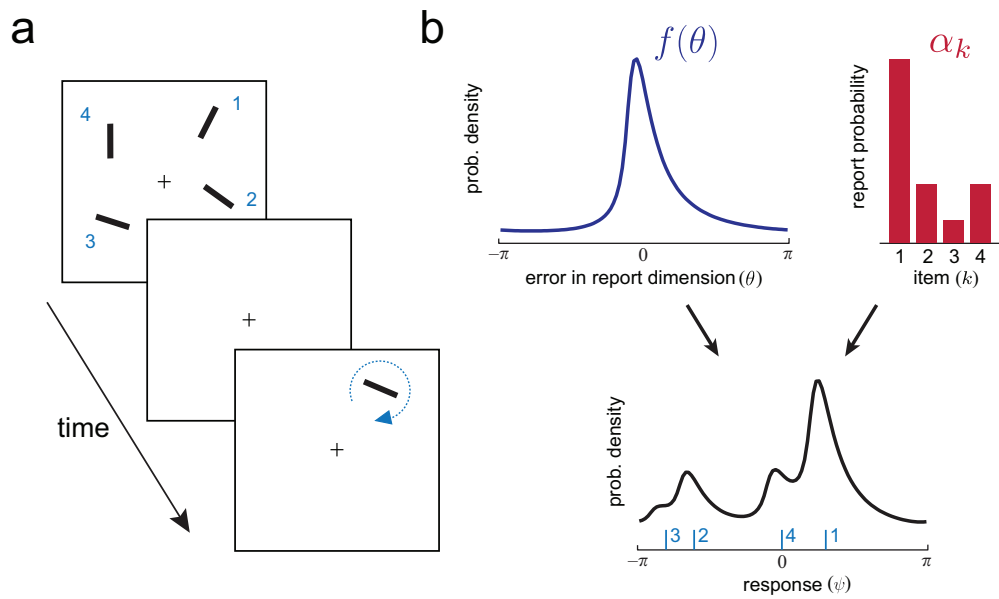 a
4
1
+
2
3
+
+
time
b
f(θ)
prob. density
−π
0
π
error in report dimension (θ)
α_k
report probability
1 2 3 4
item (k)
prob. density
3 2 4 1
−π
0
π
response (ψ)